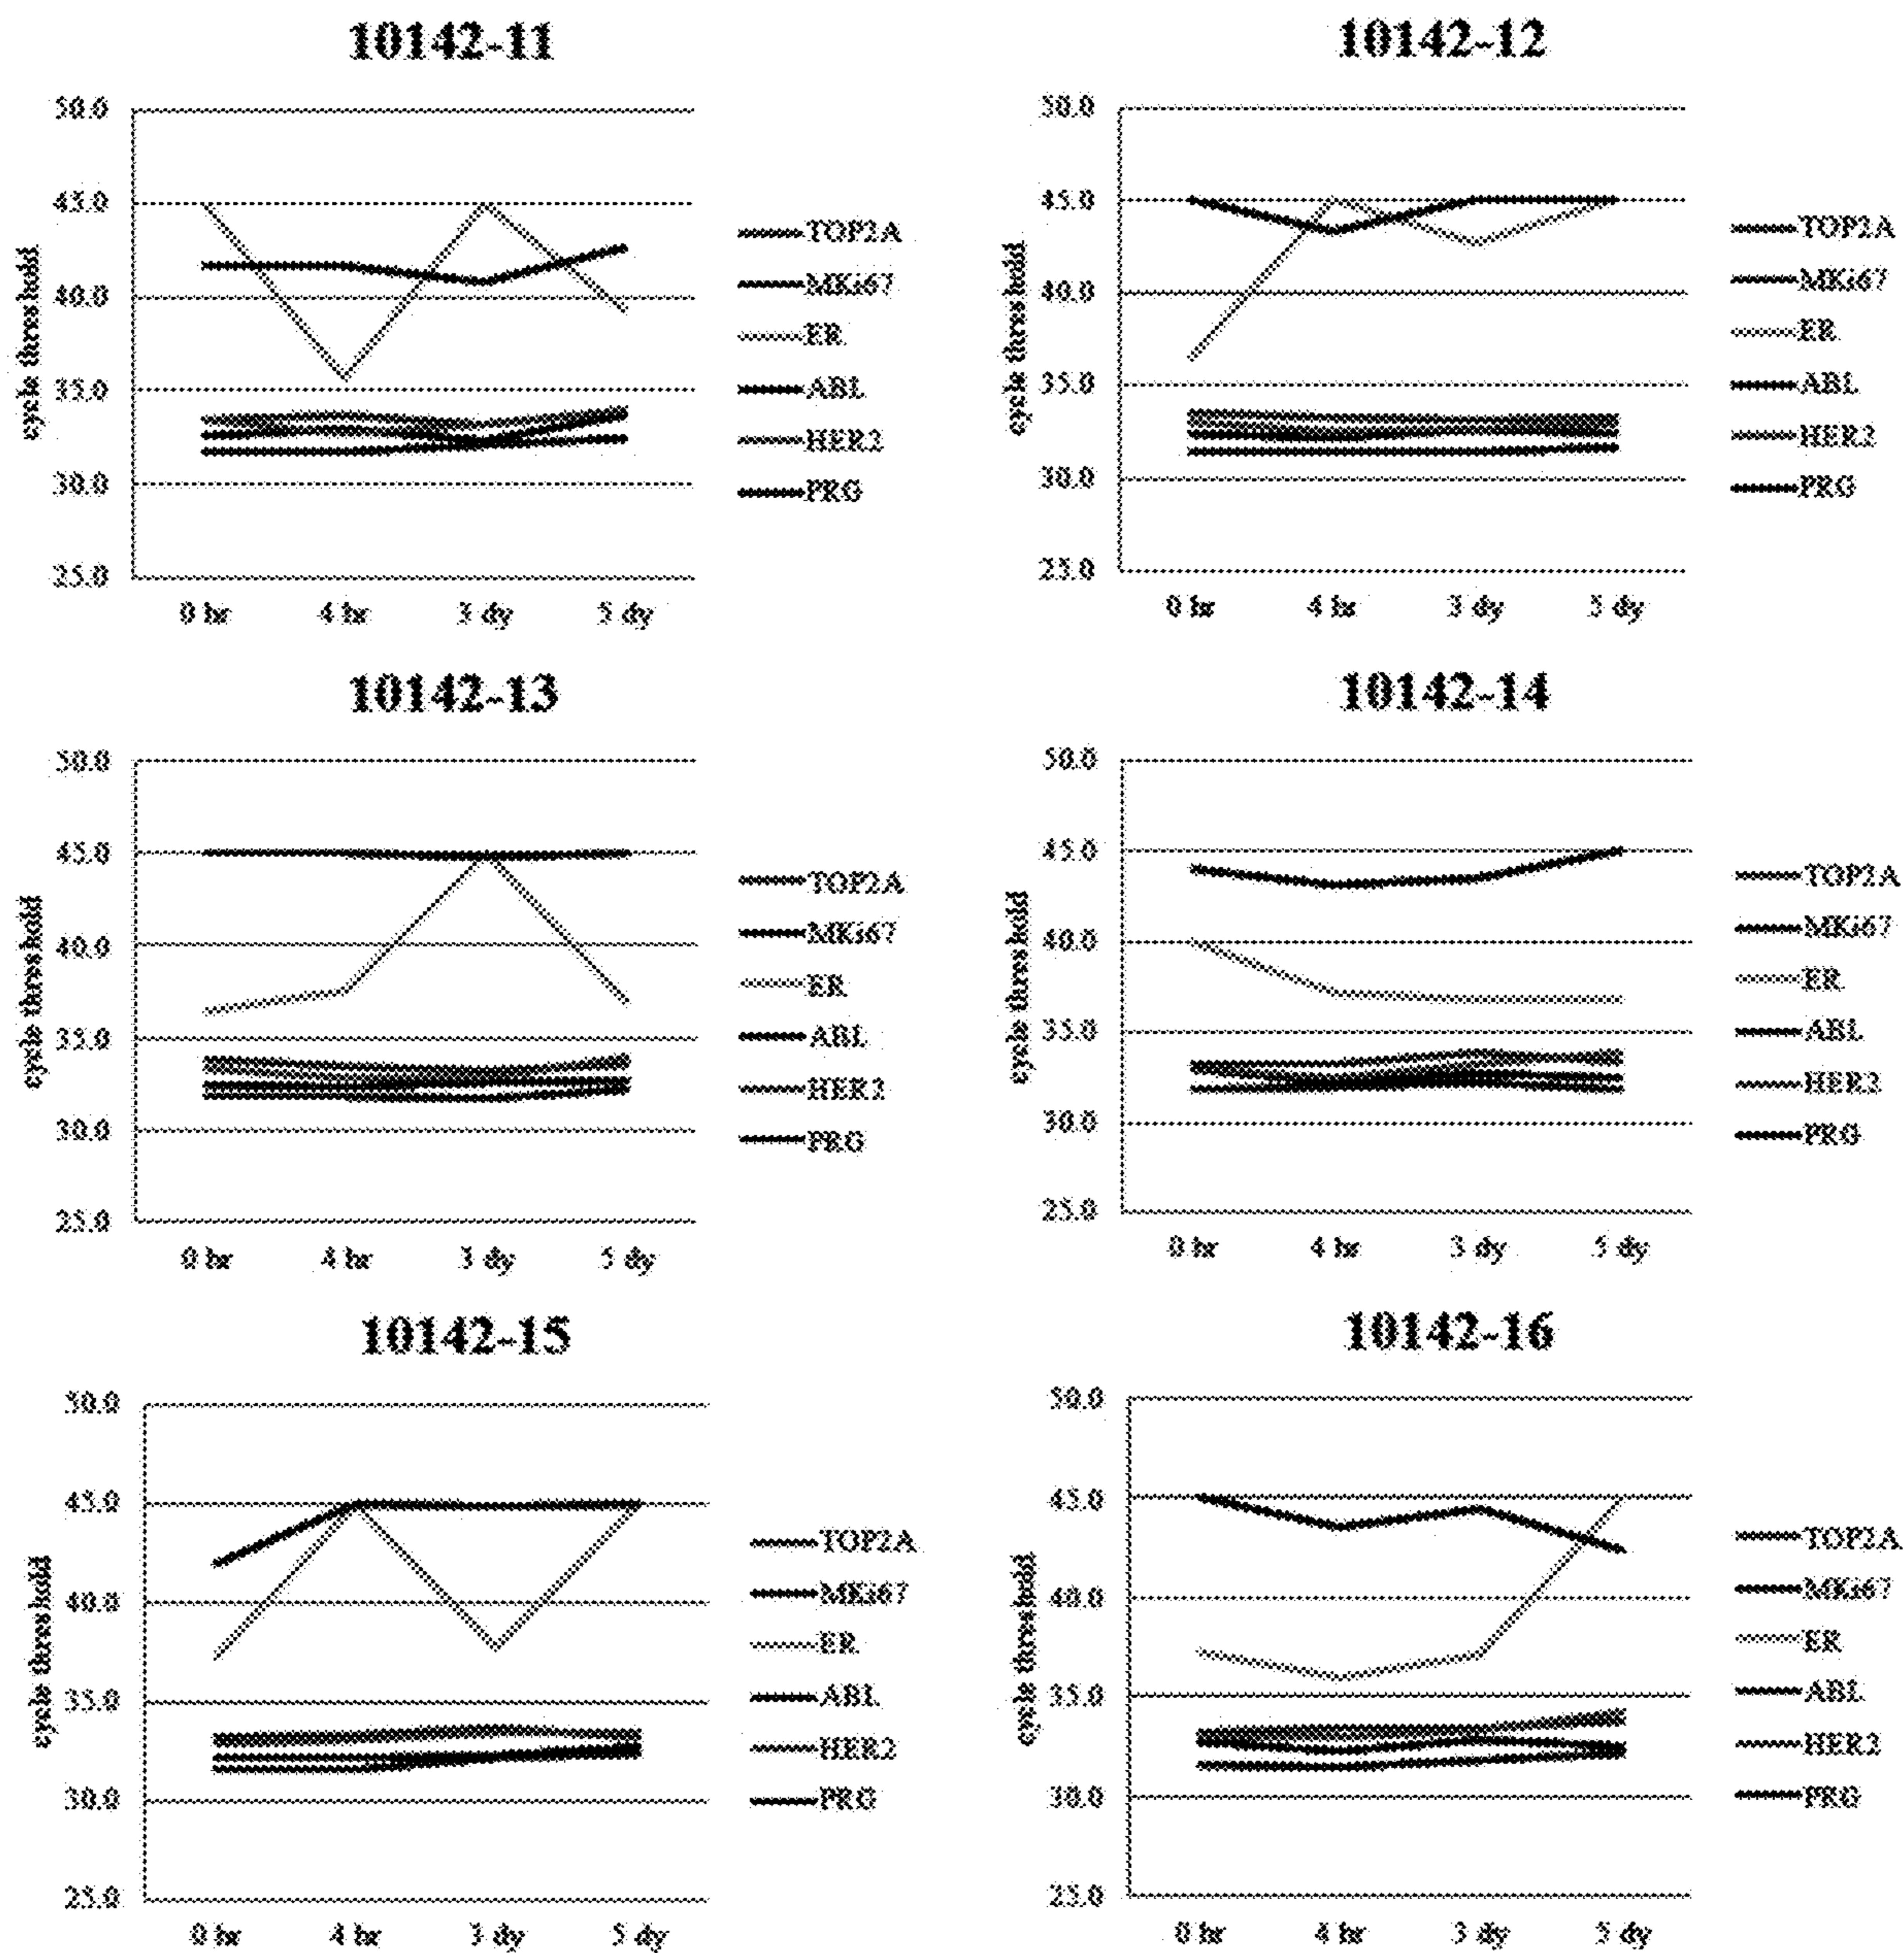 10142-11
50.0
45.0
40.0
35.0
30.0
25.0
cycle threshold
0 hr 4 hr 3 dy 5 dy
TOP2A
MKi67
ER
ABL
HER2
PRG
10142-12
50.0
45.0
40.0
35.0
30.0
25.0
cycle threshold
0 hr 4 hr 3 dy 5 dy
TOP2A
MKi67
ER
ABL
HER2
PRG
10142-13
50.0
45.0
40.0
35.0
30.0
25.0
cycle threshold
0 hr 4 hr 3 dy 5 dy
TOP2A
MKi67
ER
ABL
HER2
PRG
10142-14
50.0
45.0
40.0
35.0
30.0
25.0
cycle threshold
0 hr 4 hr 3 dy 5 dy
TOP2A
MKi67
ER
ABL
HER2
PRG
10142-15
50.0
45.0
40.0
35.0
30.0
25.0
cycle threshold
0 hr 4 hr 3 dy 5 dy
TOP2A
MKi67
ER
ABL
HER2
PRG
10142-16
50.0
45.0
40.0
35.0
30.0
25.0
cycle threshold
0 hr 4 hr 3 dy 5 dy
TOP2A
MKi67
ER
ABL
HER2
PRG